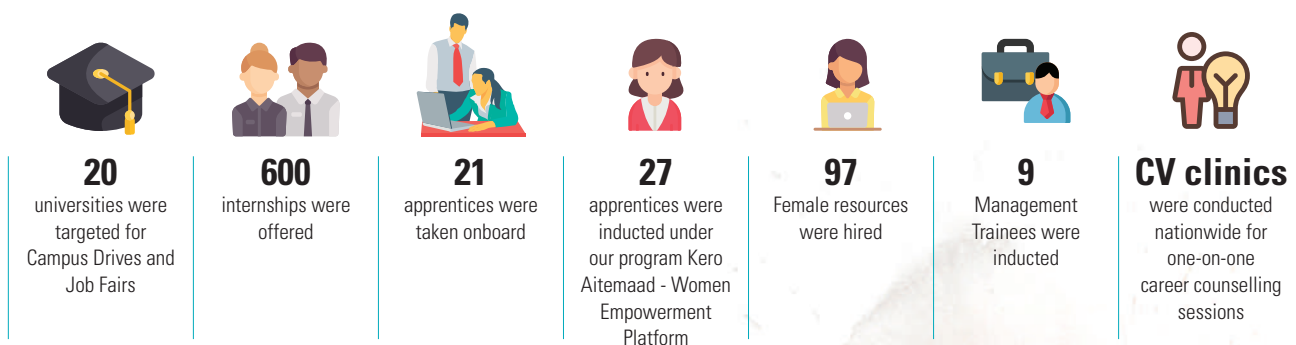 20
universities were
targeted for
Campus Drives and
Job Fairs
600
internships were
offered
21
apprentices were
taken onboard
27
apprentices were
inducted under
our program Kero
Aitemaad - Women
Empowerment
Platform
97
Female resources
were hired
9
Management
Trainees were
inducted
CV clinics
were conducted
nationwide for
one-on-one
career counselling
sessions